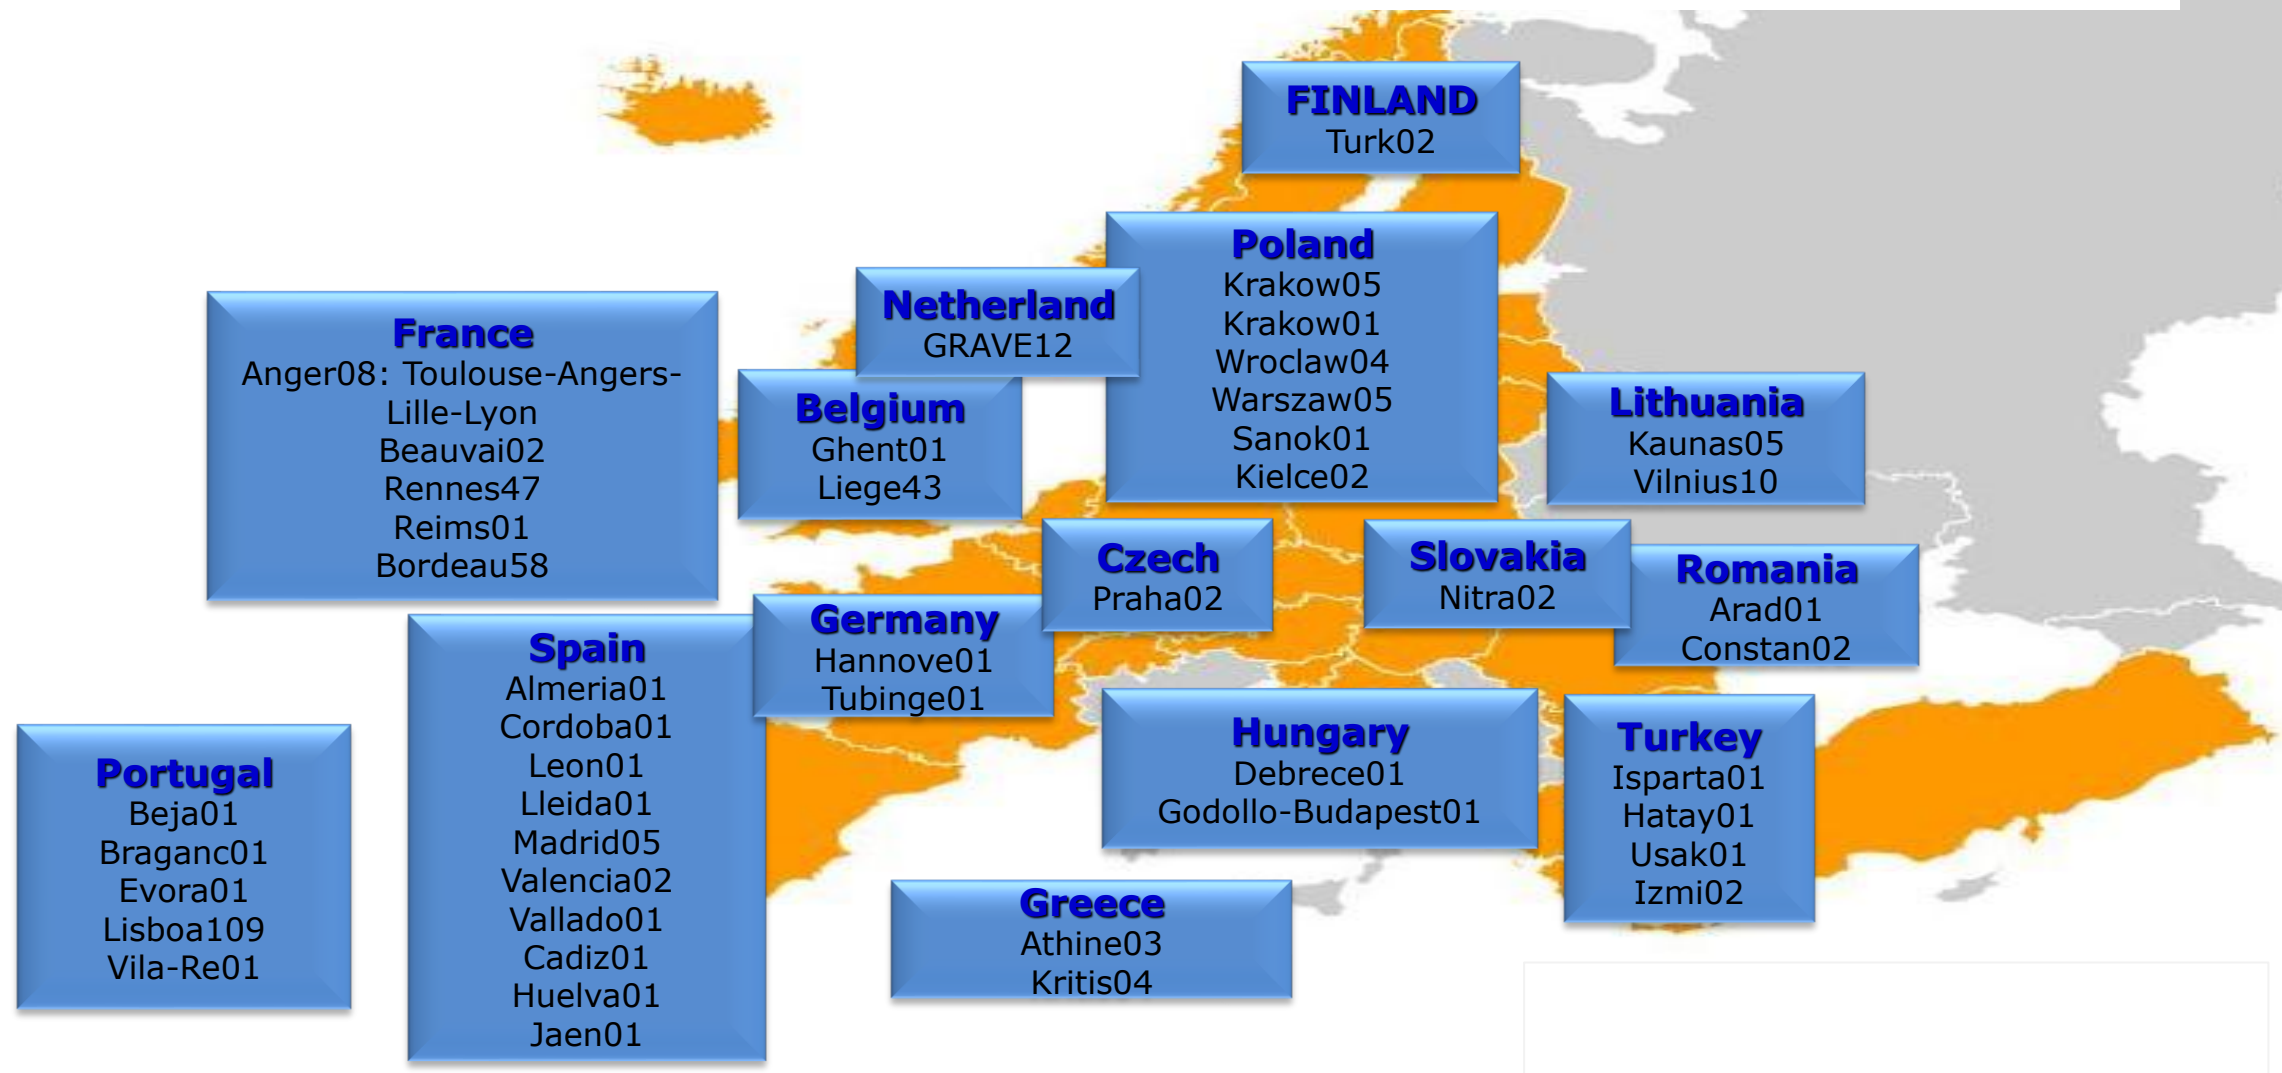 FINLAND
Turk02
Poland
Krakow05
Krakow01
Wroclaw04
Warszaw05
Sanok01
Kielce02
Netherland
GRAVE12
France
Anger08: Toulouse-Angers-
Lille-Lyon
Beauvai02
Rennes47
Reims01
Bordeau58
Belgium
Ghent01
Liege43
Lithuania
Kaunas05
Vilnius10
Czech
Praha02
Slovakia
Nitra02
Romania
Arad01
Constan02
Germany
Hannove01
Tubinge01
Spain
Almeria01
Cordoba01
Leon01
Lleida01
Madrid05
Valencia02
Vallado01
Cadiz01
Huelva01
Jaen01
Hungary
Debrece01
Godollo-Budapest01
Turkey
Isparta01
Hatay01
Usak01
Izmi02
Portugal
Beja01
Braganc01
Evora01
Lisboa109
Vila-Re01
Greece
Athine03
Kritis04